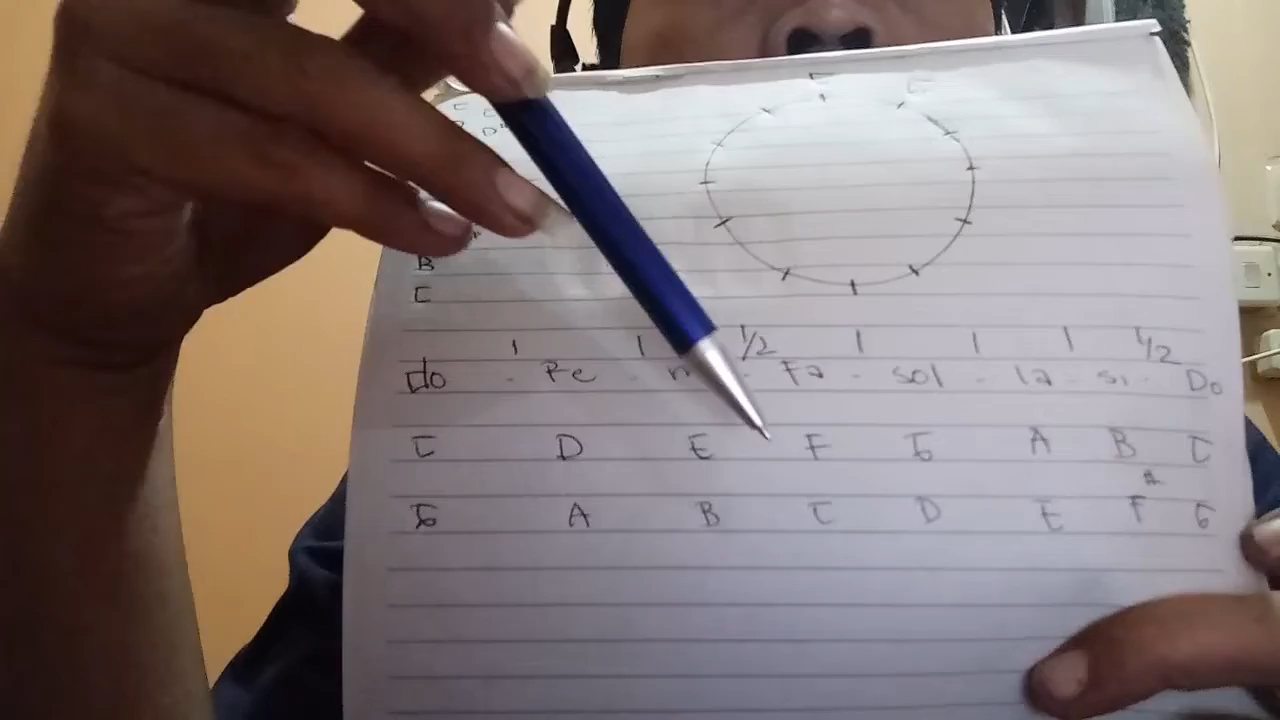 C C
D#
B
C
1 1 1/2 1 1 1 1/2
do - Re - - Fa - sol - la - si - Do
C D E F G A B C
#
G A B C D E F G